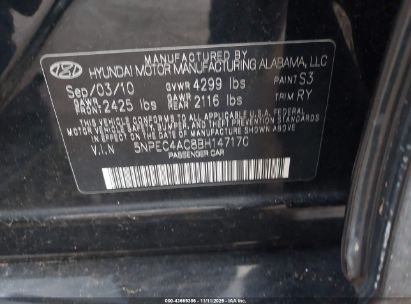 MANUFACTURED BY
HYUNDAI MOTOR MANUFACTURING ALABAMA, LLC
Sep/03/10 GVWR 4299 lbs PAINT S3
GAWR FRONT 2425 lbs GAWR REAR 2116 lbs TRIM RY
THIS VEHICLE CONFORMS TO ALL APPLICABLE U.S. FEDERAL
MOTOR VEHICLE SAFETY, BUMPER, AND THEFT PREVENTION STANDARDS
IN EFFECT ON THE DATE OF MANUFACTURE SHOWN ABOVE.
V.I.N 5NPEC4AC8BH147170
PASSENGER CAR